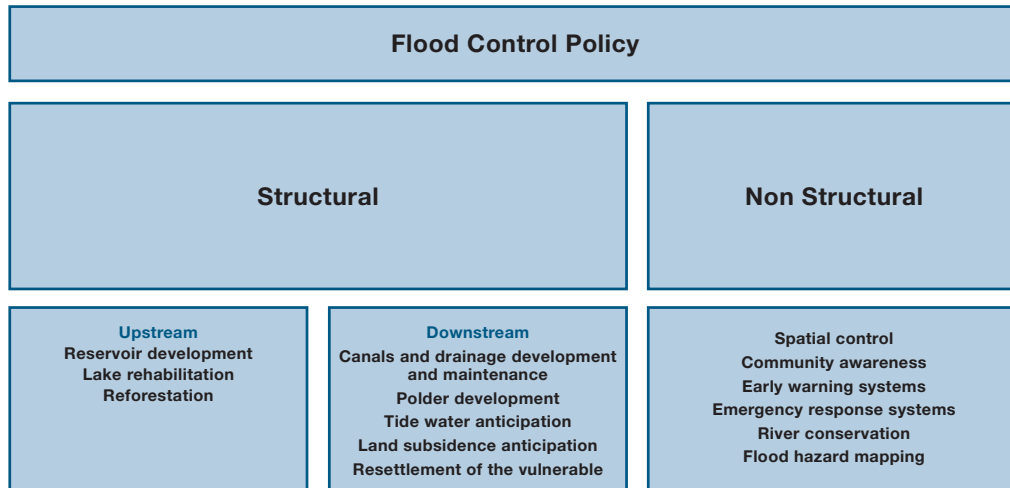 Flood Control Policy
Structural
Non Structural
Upstream
Reservoir development
Lake rehabilitation
Reforestation
Downstream
Canals and drainage development
and maintenance
Polder development
Tide water anticipation
Land subsidence anticipation
Resettlement of the vulnerable
Spatial control
Community awareness
Early warning systems
Emergency response systems
River conservation
Flood hazard mapping